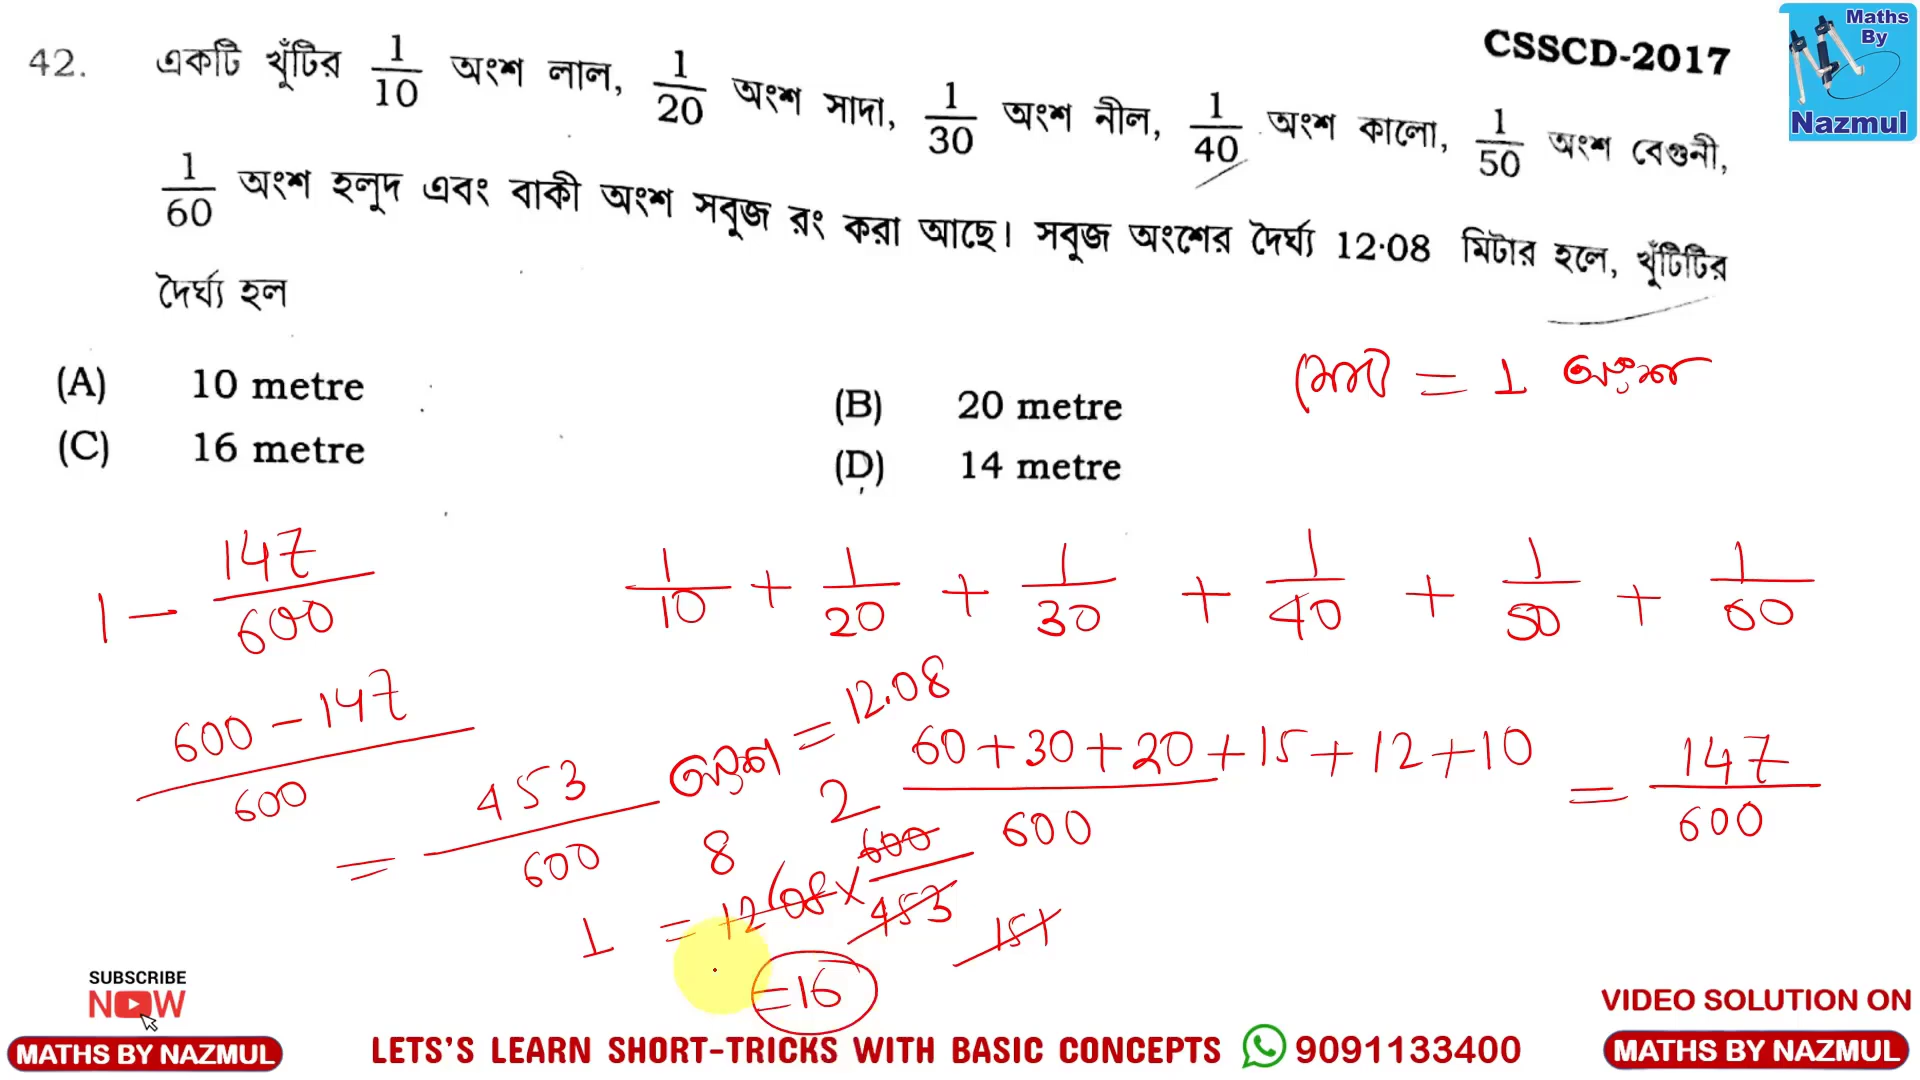 Maths
By
Nazmul
CSSCD-2017
42. একটি খুঁটির 1/10 অংশ লাল, 1/20 অংশ সাদা, 1/30 অংশ নীল, 1/40 অংশ কালো, 1/50 অংশ বেগুনী,
1/60 অংশ হলুদ এবং বাকী অংশ সবুজ রং করা আছে। সবুজ অংশের দৈর্ঘ্য 12·08 মিটার হলে, খুঁটিটির
দৈর্ঘ্য হল
(A) 10 metre
(B) 20 metre
(C) 16 metre
(D) 14 metre
= 1 অংশ
1 - 147/600
1/10 + 1/20 + 1/30 + 1/40 + 1/50 + 1/60
600 - 147 / 600
= 453/600 অংশ = 12.08
60+30+20+15+12+10 / 600 = 147/600
8 2
1 = 1208 × 600/453
151
=16
SUBSCRIBE
NOW
MATHS BY NAZMUL
LETS'S LEARN SHORT-TRICKS WITH BASIC CONCEPTS 9091133400
VIDEO SOLUTION ON
MATHS BY NAZMUL